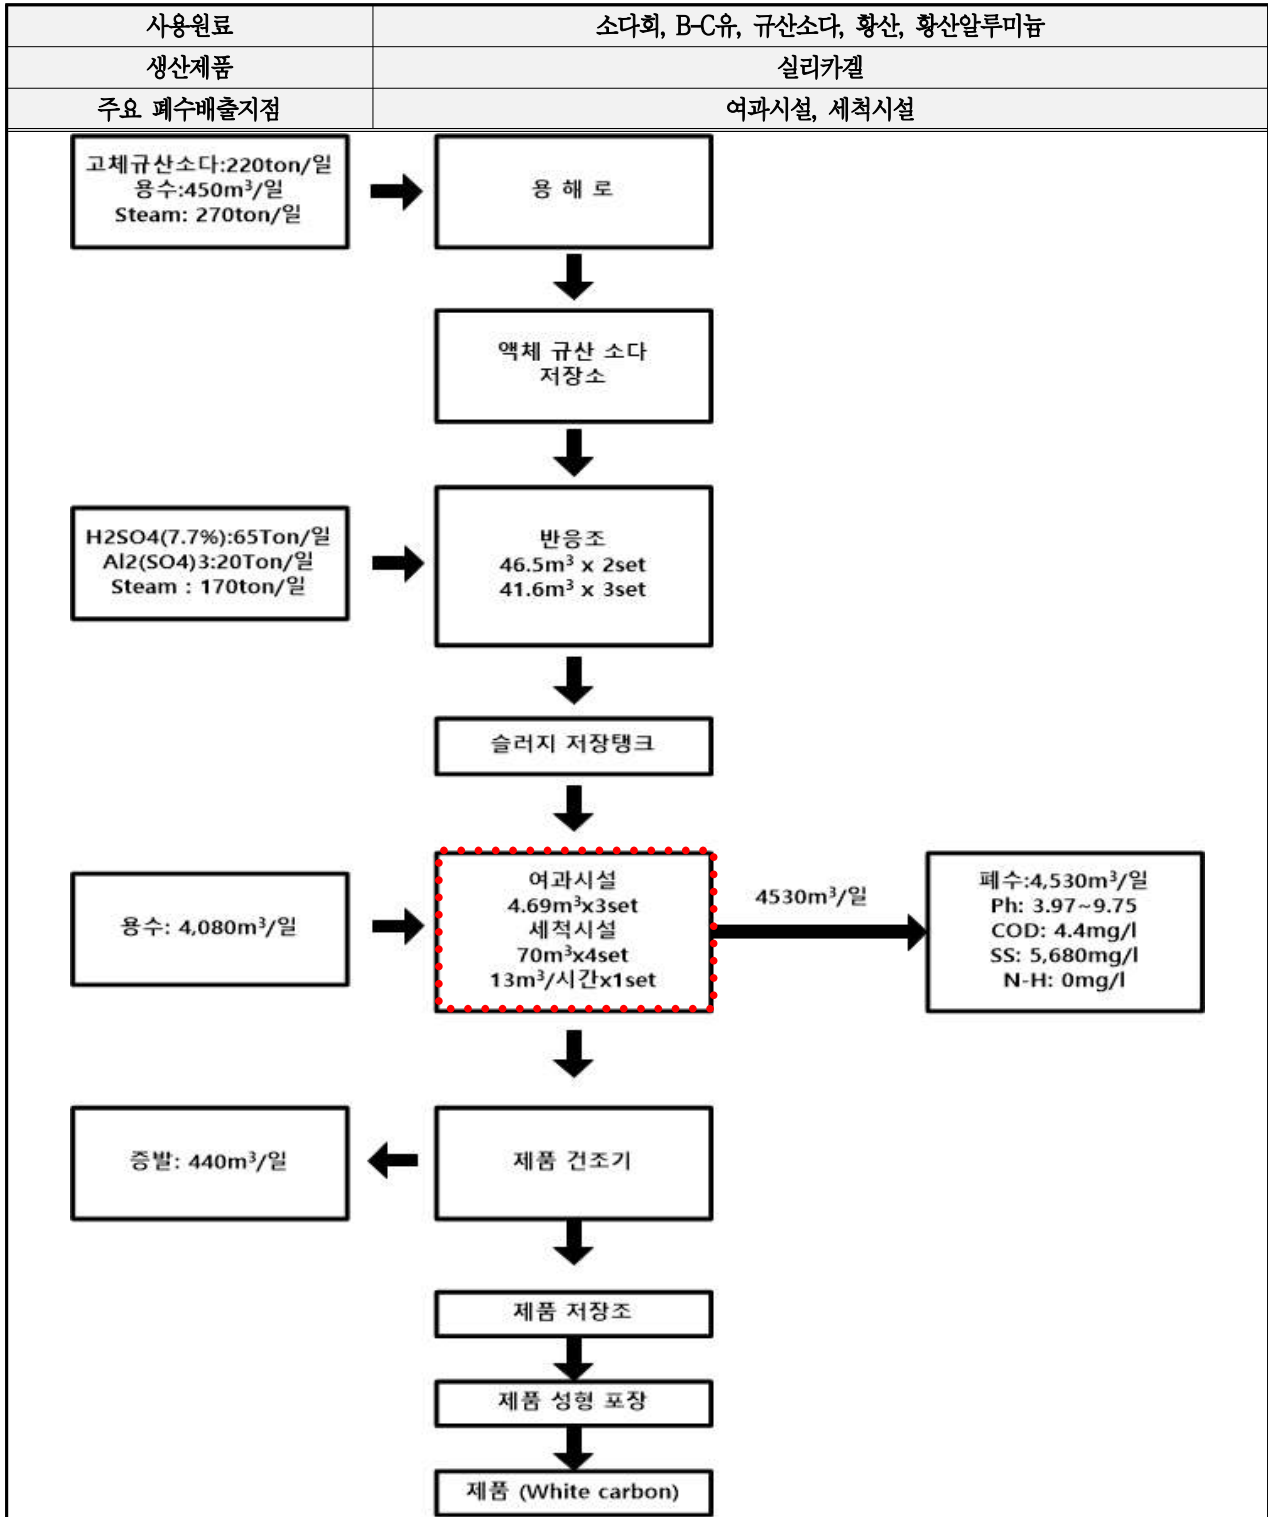 사용원료
소다회, B-C유, 규산소다, 황산, 황산알루미늄
생산제품
실리카겔
주요 폐수배출지점
여과시설, 세척시설
고체규산소다:220ton/일
용수:450m³/일
Steam: 270ton/일
용 해 로
액체 규산 소다
저장소
H2SO4(7.7%):65Ton/일
Al2(SO4)3:20Ton/일
Steam : 170ton/일
반응조
46.5m³ x 2set
41.6m³ x 3set
슬러지 저장탱크
용수: 4,080m³/일
여과시설
4.69m³x3set
세척시설
70m³x4set
13m³/시간x1set
4530m³/일
폐수:4,530m³/일
Ph: 3.97~9.75
COD: 4.4mg/l
SS: 5,680mg/l
N-H: 0mg/l
증발: 440m³/일
제품 건조기
제품 저장조
제품 성형 포장
제품 (White carbon)